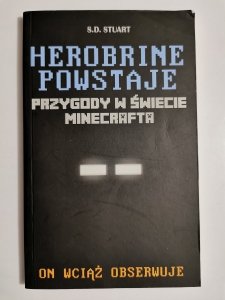 S.D. STUART
HEROBRINE
POWSTAJE
PRZYGODY W ŚWIECIE
MINECRAFTA
ON WCIĄŻ OBSERWUJE